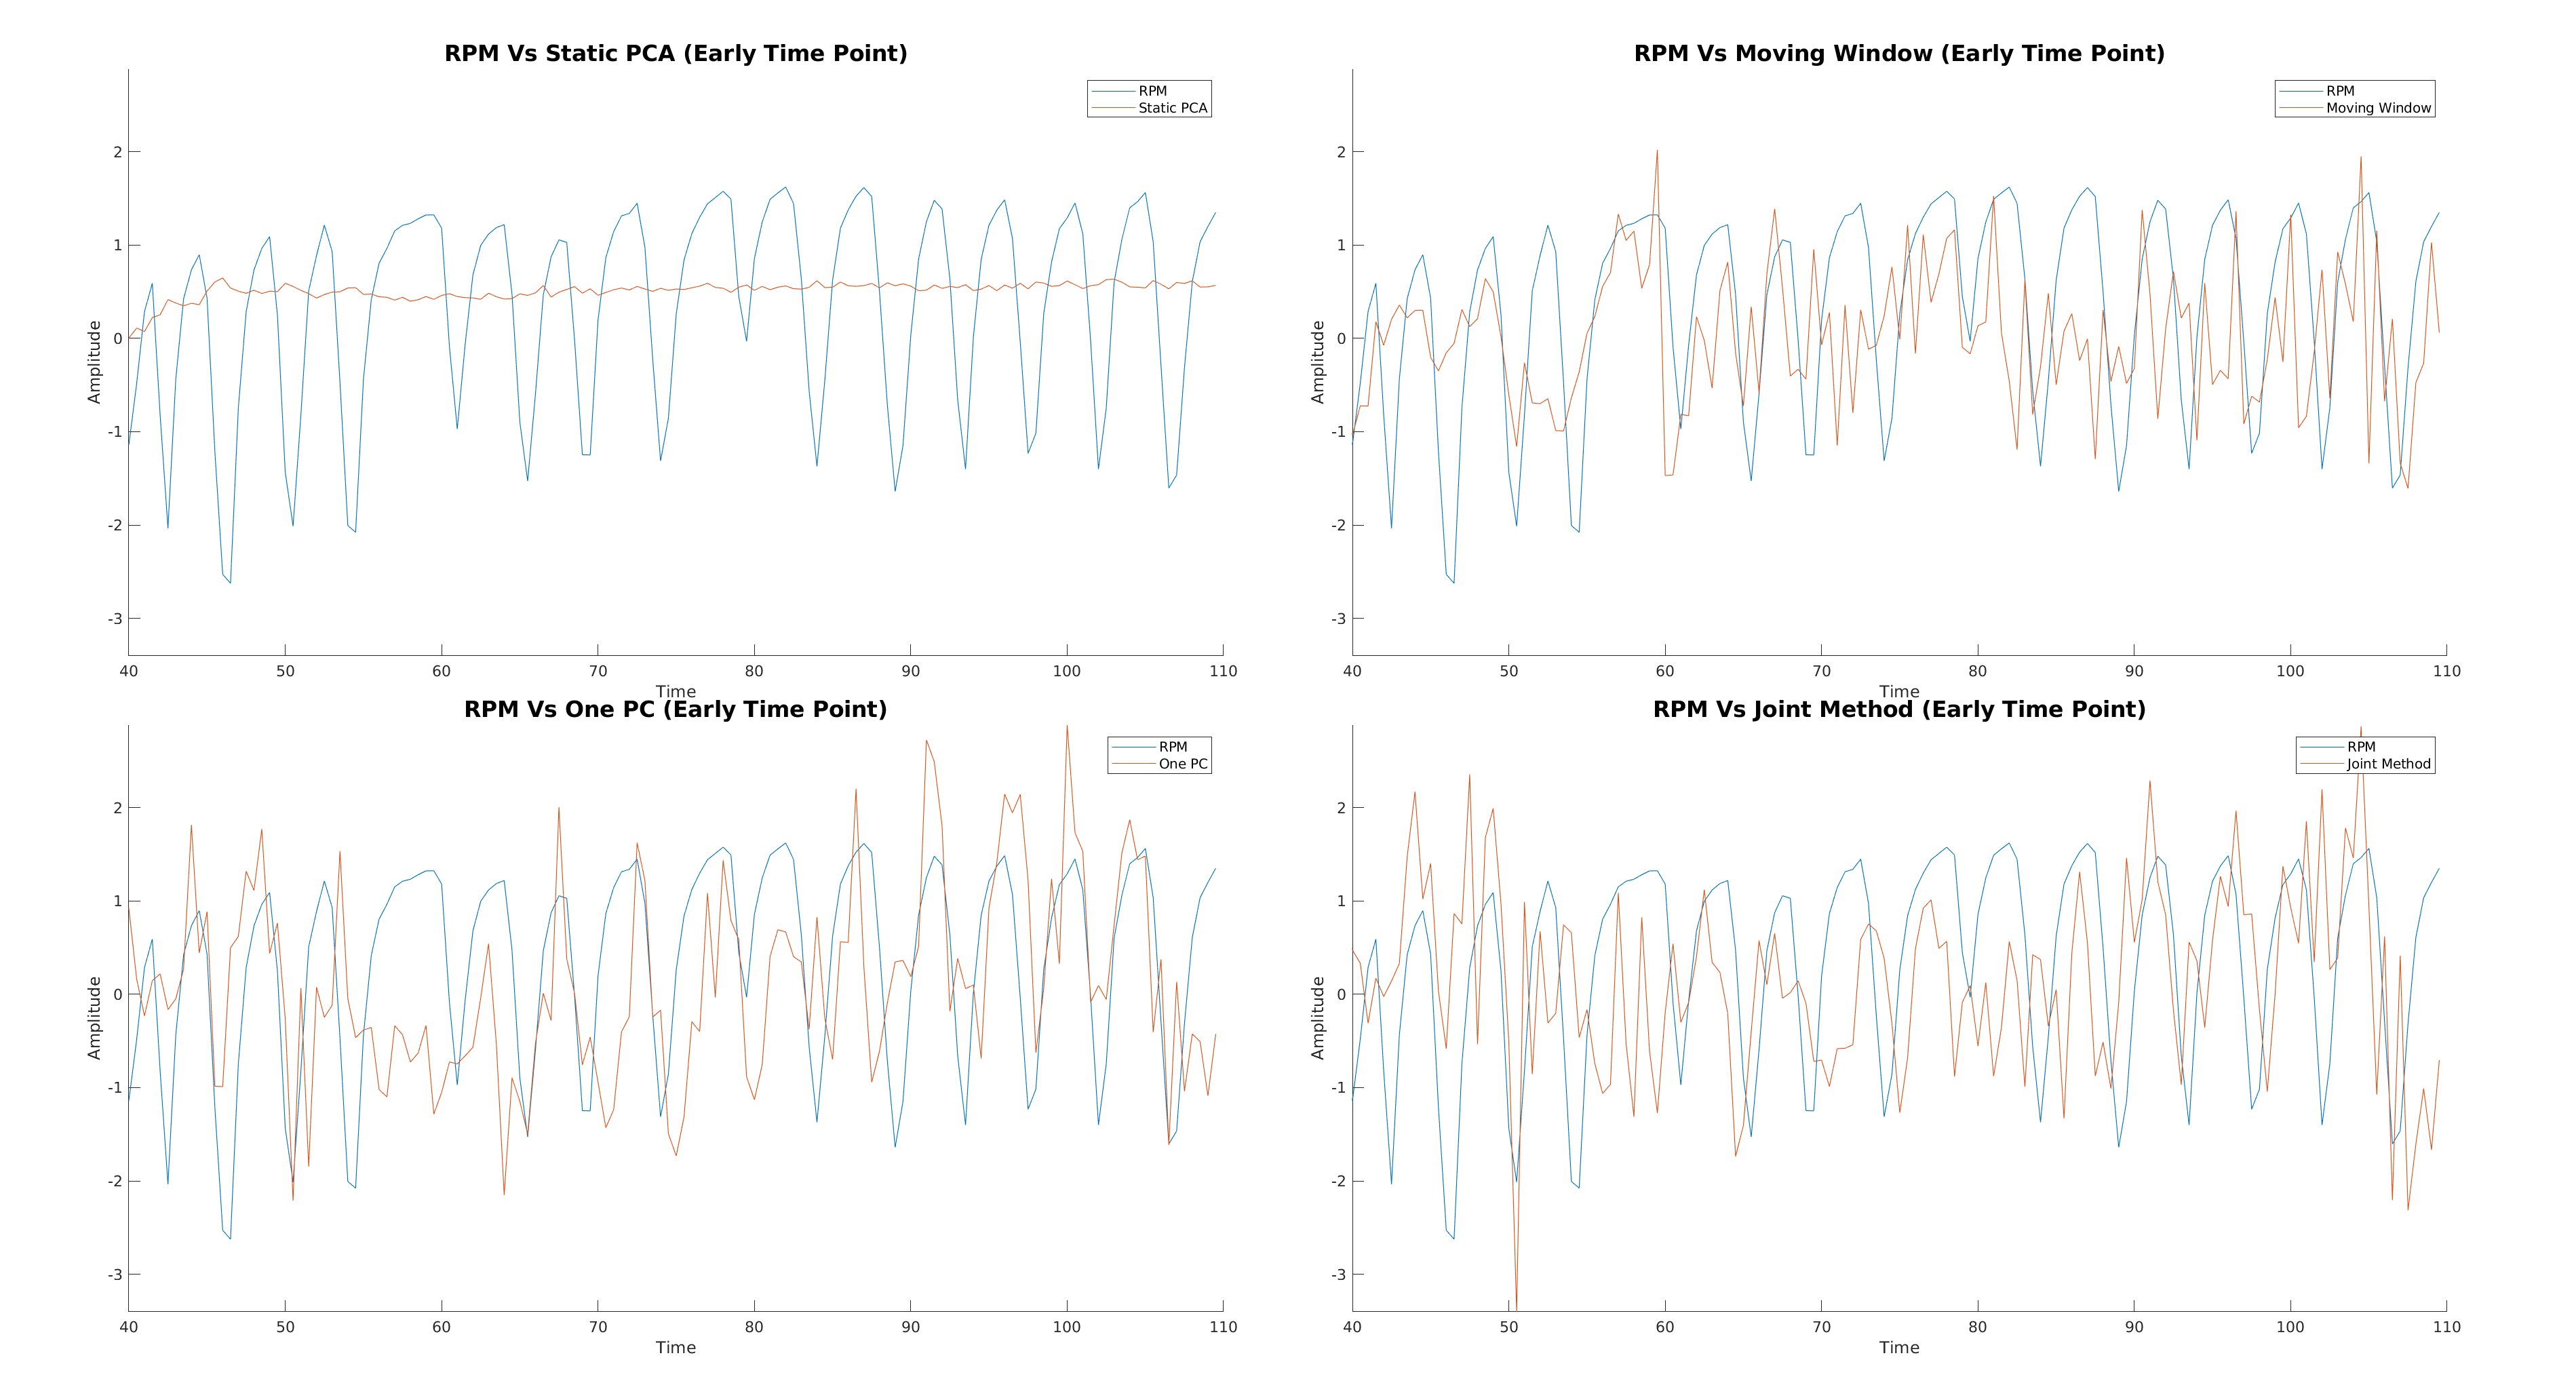 RPM Vs Static PCA (Early Time Point)
RPM
Static PCA
Amplitude
2
1
0
-1
-2
-3
40 50 60 70 80 90 100 110
Time
RPM Vs Moving Window (Early Time Point)
RPM
Moving Window
Amplitude
2
1
0
-1
-2
-3
40 50 60 70 80 90 100 110
Time
RPM Vs One PC (Early Time Point)
RPM
One PC
Amplitude
2
1
0
-1
-2
-3
40 50 60 70 80 90 100 110
Time
RPM Vs Joint Method (Early Time Point)
RPM
Joint Method
Amplitude
2
1
0
-1
-2
-3
40 50 60 70 80 90 100 110
Time